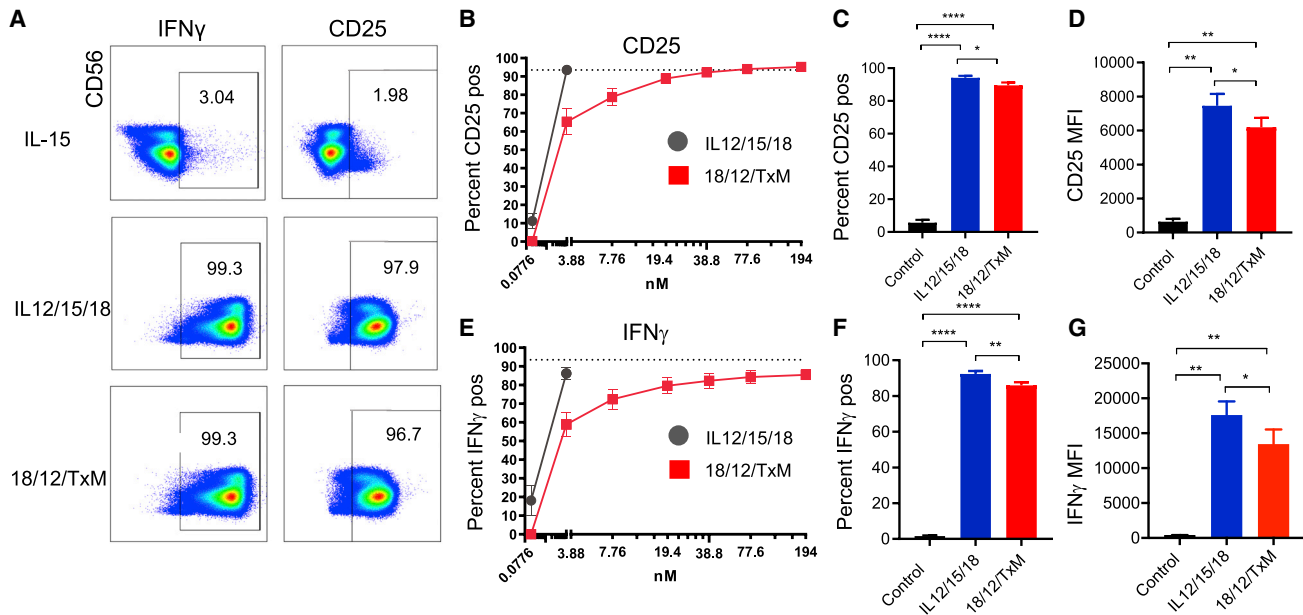 A
IFNγ
CD25
CD56
IL-15
3.04
1.98
IL12/15/18
99.3
97.9
18/12/TxM
99.3
96.7
B
CD25
Percent CD25 pos
100
90
80
70
60
50
40
30
20
10
0
0.0776
3.88
7.76
19.4
38.8
77.6
194
nM
IL12/15/18
18/12/TxM
C
****
****
*
Percent CD25 pos
100
80
60
40
20
0
Control
IL12/15/18
18/12/TxM
D
**
**
*
CD25 MFI
10000
8000
6000
4000
2000
0
Control
IL12/15/18
18/12/TxM
E
IFNγ
Percent IFNγ pos
100
90
80
70
60
50
40
30
20
10
0
0.0776
3.88
7.76
19.4
38.8
77.6
194
nM
IL12/15/18
18/12/TxM
F
****
****
**
Percent IFNγ pos
100
80
60
40
20
0
Control
IL12/15/18
18/12/TxM
G
**
**
*
IFNγ MFI
25000
20000
15000
10000
5000
0
Control
IL12/15/18
18/12/TxM